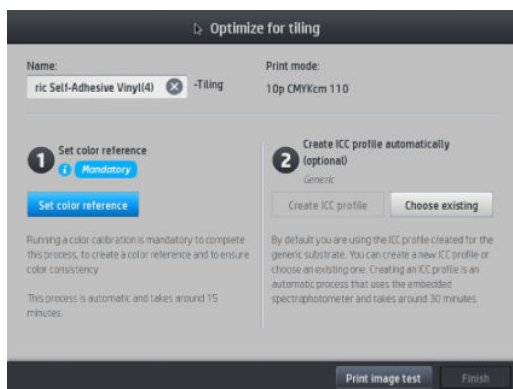 Optimize for tiling
Name:
ric Self-Adhesive Vinyl(4)
-Tiling
Print mode:
10p CMYKcm 110
1
Set color reference
i Mandatory
Set color reference
Running a color calibration is mandatory to complete
this process, to create a color reference and to ensure
color consistency
This process is automatic and takes around 15
minutes.
2
Create ICC profile automatically
(optional)
Generic
Create ICC profile
Choose existing
By default you are using the ICC profile created for the
generic substrate. You can create a new ICC profile or
choose an existing one. Creating an ICC profile is an
automatic process that uses the embedded
spectrophotometer and takes around 30 minutes.
Print image test
Finish